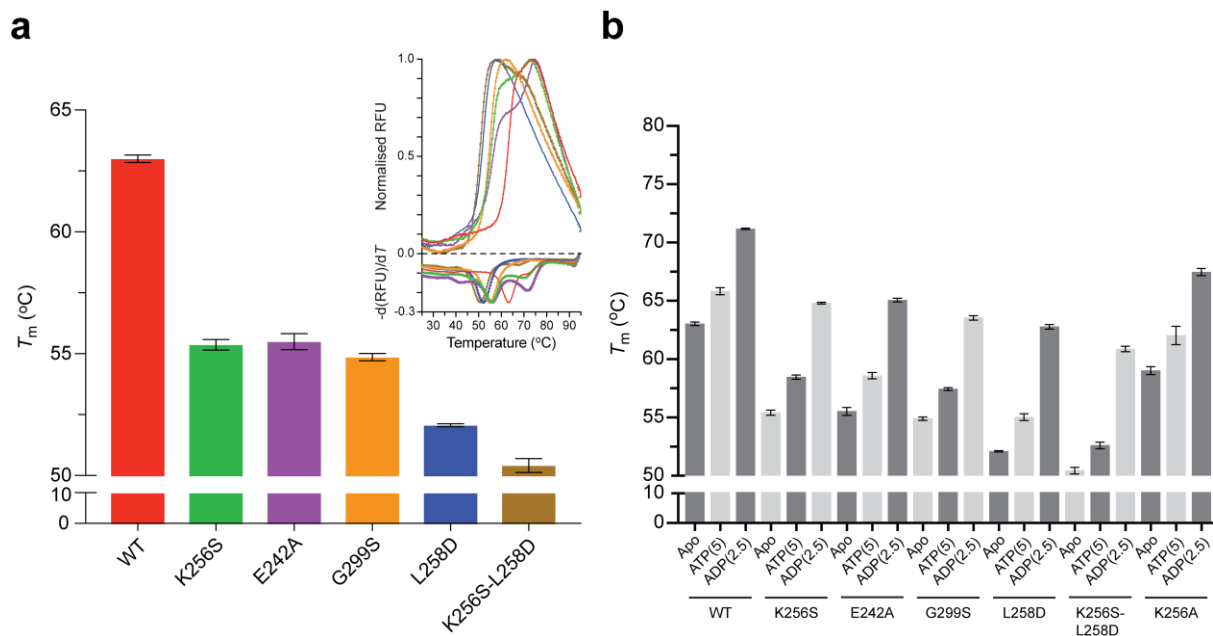 a
b
65
60
55
50
10
0
Tm (ºC)
WT
K256S
E242A
G299S
L258D
K256S-L258D
1.0
0.5
0.0
-0.3
Normalised RFU
-d(RFU)/dT
25 30 40 50 60 70 80 90
Temperature (ºC)
80
75
70
65
60
55
50
10
0
Tm (ºC)
Apo ATP(5) ADP(2.5) Apo ATP(5) ADP(2.5) Apo ATP(5) ADP(2.5) Apo ATP(5) ADP(2.5) Apo ATP(5) ADP(2.5) Apo ATP(5) ADP(2.5) Apo ATP(5) ADP(2.5)
WT K256S E242A G299S L258D K256S- K256A
L258D